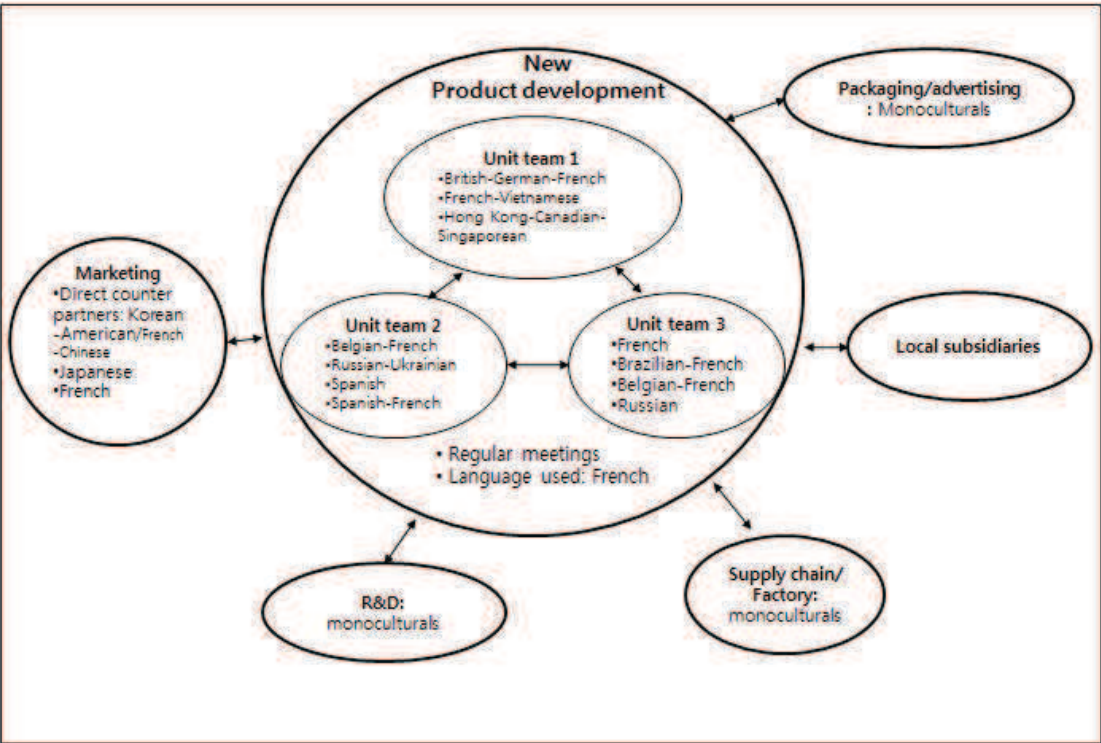 New
Product development
Packaging/advertising
: Monoculturals
Unit team 1
•British-German-French
•French-Vietnamese
•Hong Kong-Canadian-
Singaporean
Marketing
•Direct counter
partners: Korean
-American/French
-Chinese
•Japanese
•French
Unit team 2
•Belgian-French
•Russian-Ukrainian
•Spanish
•Spanish-French
Unit team 3
•French
•Brazilian-French
•Belgian-French
•Russian
Local subsidiaries
• Regular meetings
• Language used: French
R&D:
monoculturals
Supply chain/
Factory:
monoculturals